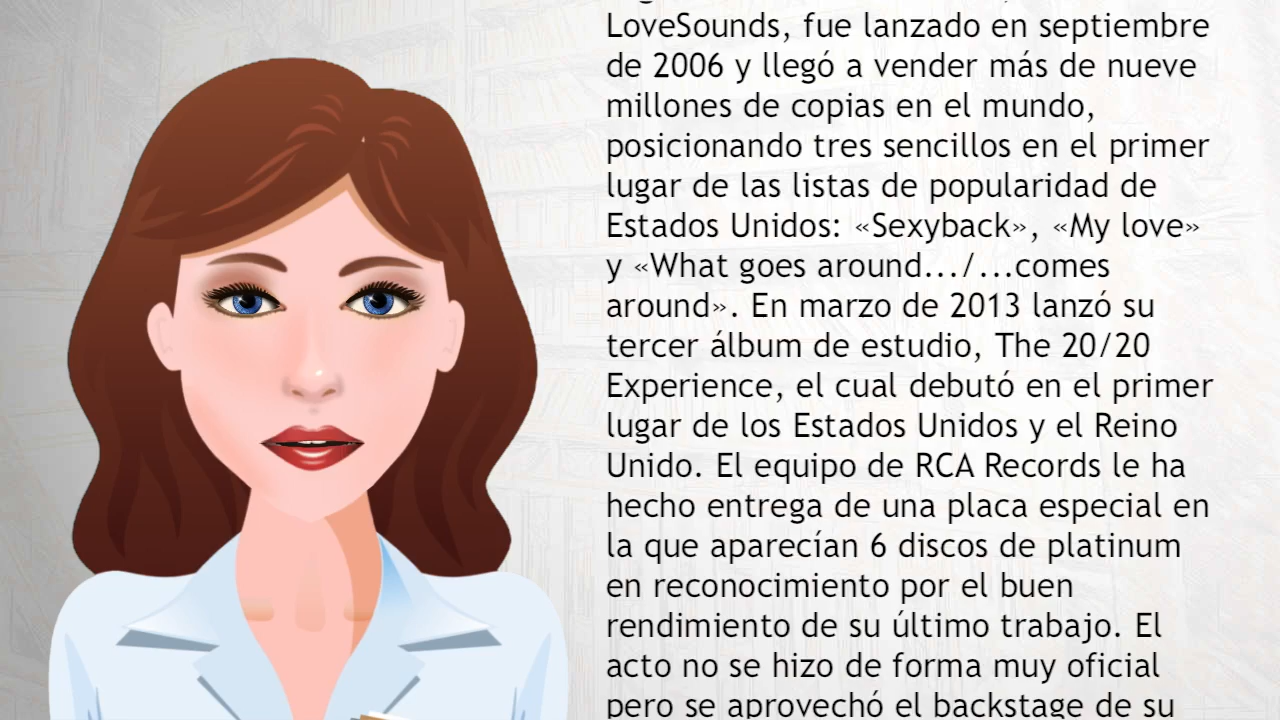 LoveSounds, fue lanzado en septiembre
de 2006 y llegó a vender más de nueve
millones de copias en el mundo,
posicionando tres sencillos en el primer
lugar de las listas de popularidad de
Estados Unidos: «Sexyback», «My love»
y «What goes around.../...comes
around». En marzo de 2013 lanzó su
tercer álbum de estudio, The 20/20
Experience, el cual debutó en el primer
lugar de los Estados Unidos y el Reino
Unido. El equipo de RCA Records le ha
hecho entrega de una placa especial en
la que aparecían 6 discos de platinum
en reconocimiento por el buen
rendimiento de su último trabajo. El
acto no se hizo de forma muy oficial
pero se aprovechó el backstage de su